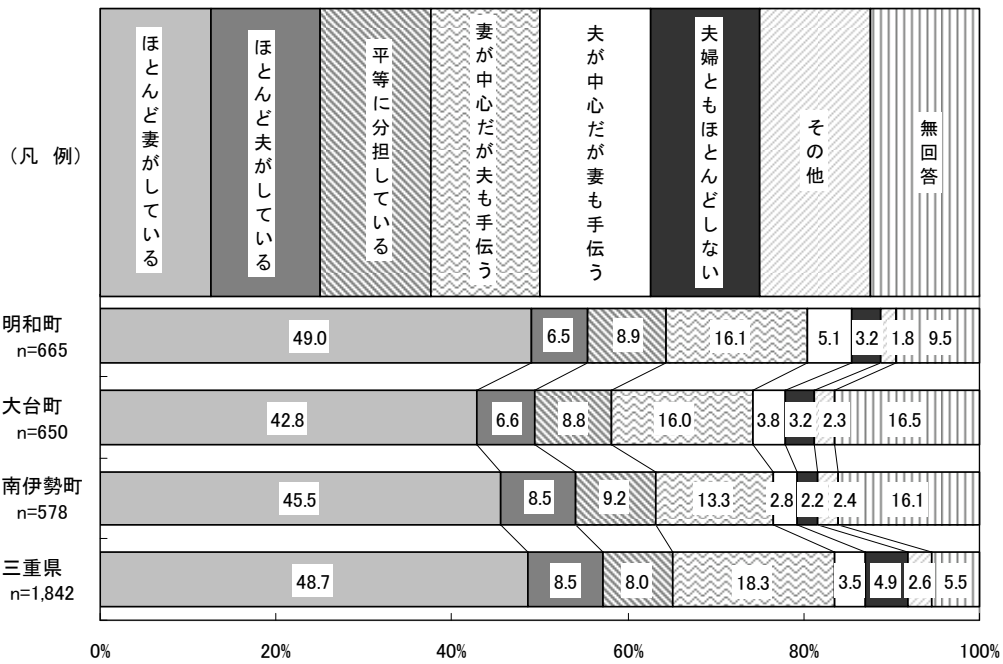 （凡 例）
ほとんど妻がしている
ほとんど夫がしている
平等に分担している
妻が中心だが夫も手伝う
夫が中心だが妻も手伝う
夫婦ともほとんどしない
その他
無回答
明和町
n=665
49.0 6.5 8.9 16.1 5.1 3.2 1.8 9.5
大台町
n=650
42.8 6.6 8.8 16.0 3.8 3.2 2.3 16.5
南伊勢町
n=578
45.5 8.5 9.2 13.3 2.8 2.2 2.4 16.1
三重県
n=1,842
48.7 8.5 8.0 18.3 3.5 4.9 2.6 5.5
0% 20% 40% 60% 80% 100%